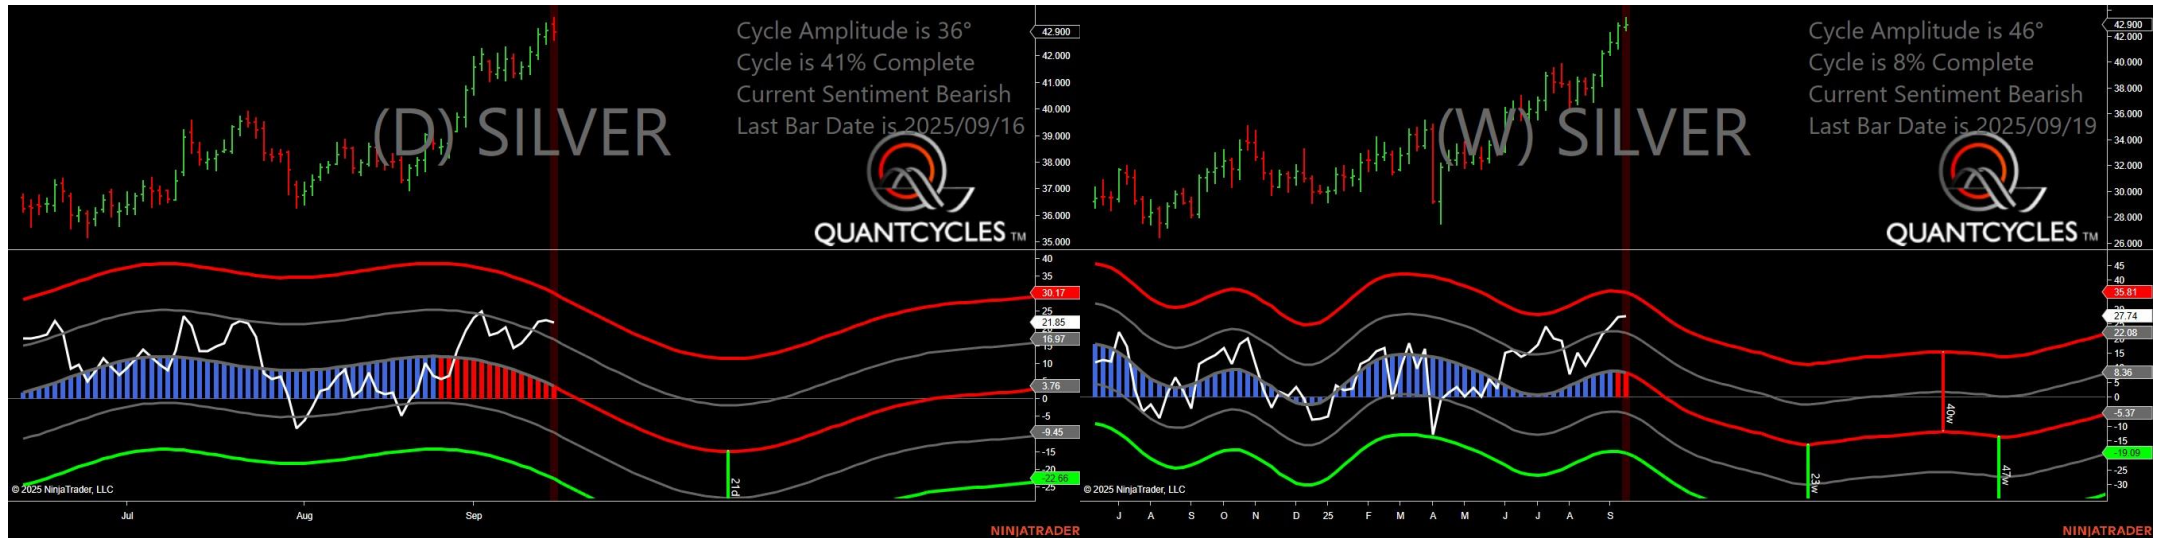 Cycle Amplitude is 36°
Cycle is 41% Complete
Current Sentiment Bearish
Last Bar Date is 2025/09/16
(D) SILVER
QUANTCYCLES TM
42.900
42.000
41.000
40.000
39.000
38.000
37.000
36.000
35.000
40
35
30.17
25
21.85
16.97
15
10
5
3.76
0
-5
-9.45
-15
-20
-22.66
-25
21d
© 2025 NinjaTrader, LLC
Jul Aug Sep
NINJATRADER
Cycle Amplitude is 46°
Cycle is 8% Complete
Current Sentiment Bearish
Last Bar Date is 2025/09/19
(W) SILVER
QUANTCYCLES TM
42.900
42.000
40.000
38.000
36.000
34.000
32.000
30.000
28.000
26.000
45
40
35.81
27.74
22.08
15
8.36
5
0
-5.37
-10
-15
-19.09
-25
-30
40w
23w
47w
© 2025 NinjaTrader, LLC
J A S O N D 25 F M A M J J A S
NINJATRADER